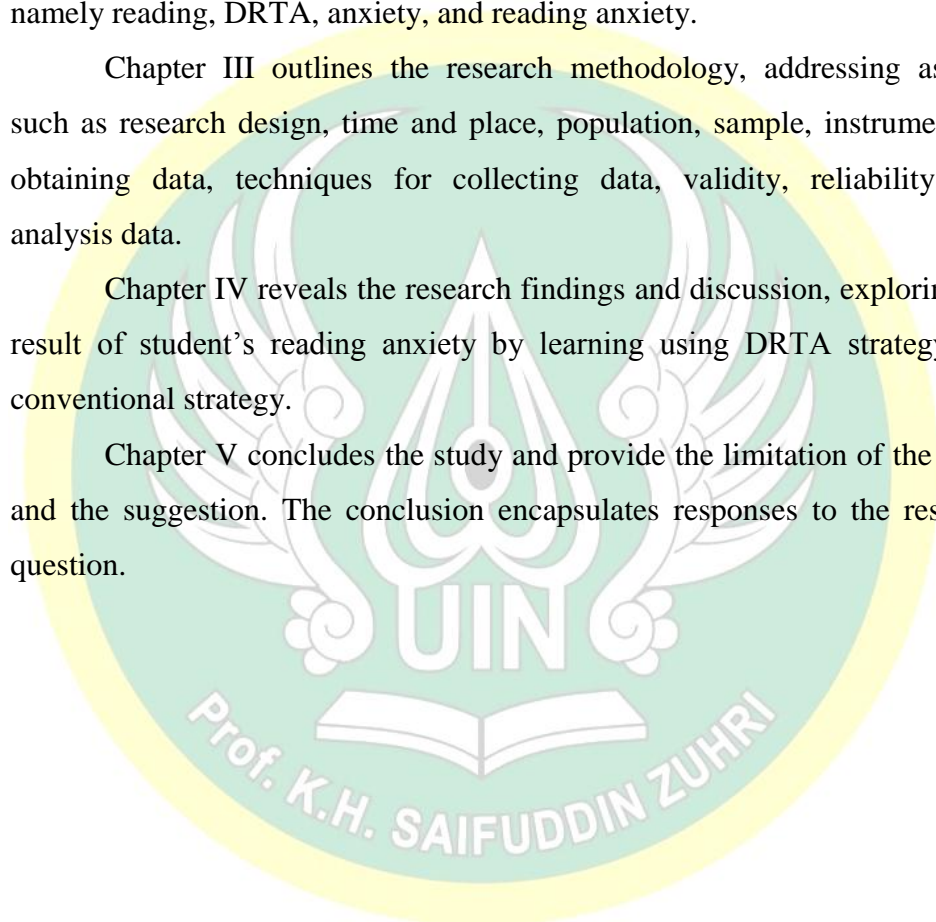 namely reading, DRTA, anxiety, and reading anxiety.
Chapter III outlines the research methodology, addressing as
such as research design, time and place, population, sample, instrume
obtaining data, techniques for collecting data, validity, reliability
analysis data.
Chapter IV reveals the research findings and discussion, explorin
result of student’s reading anxiety by learning using DRTA strategy
conventional strategy.
Chapter V concludes the study and provide the limitation of the
and the suggestion. The conclusion encapsulates responses to the res
question.
UIN
Prof. K.H. SAIFUDDIN ZUHRI